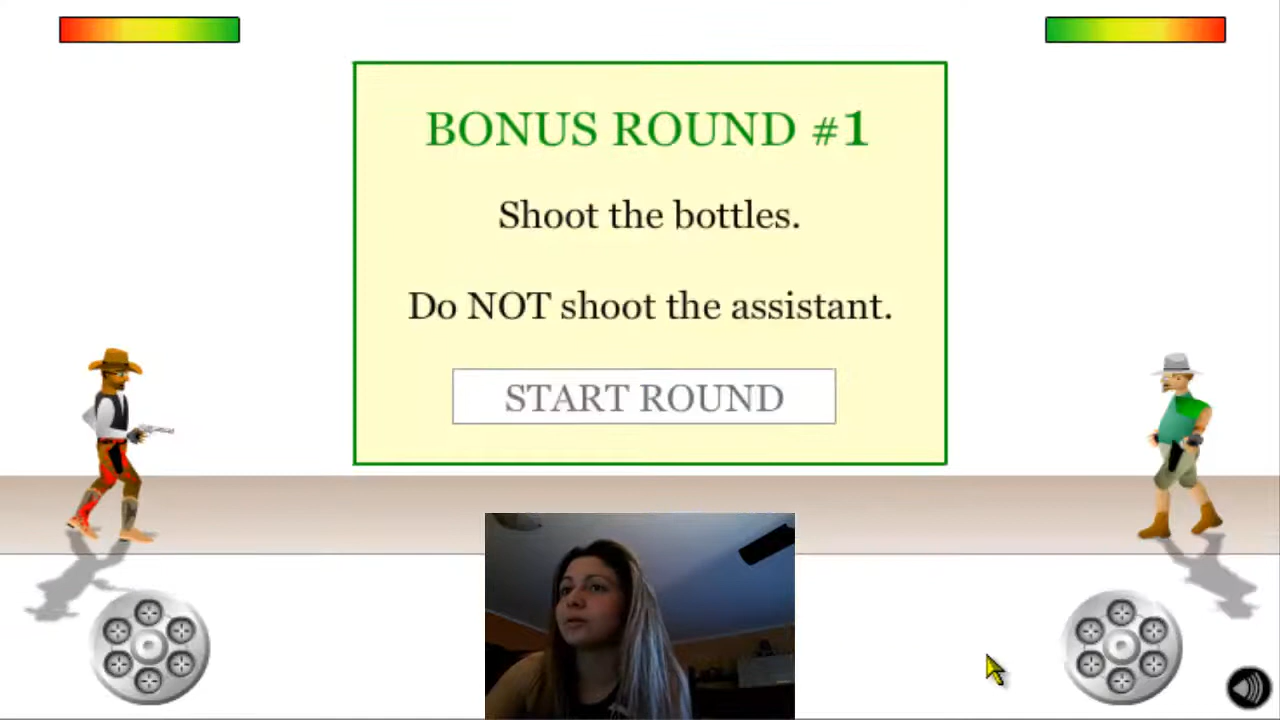 BONUS ROUND #1
Shoot the bottles.
Do NOT shoot the assistant.
START ROUND